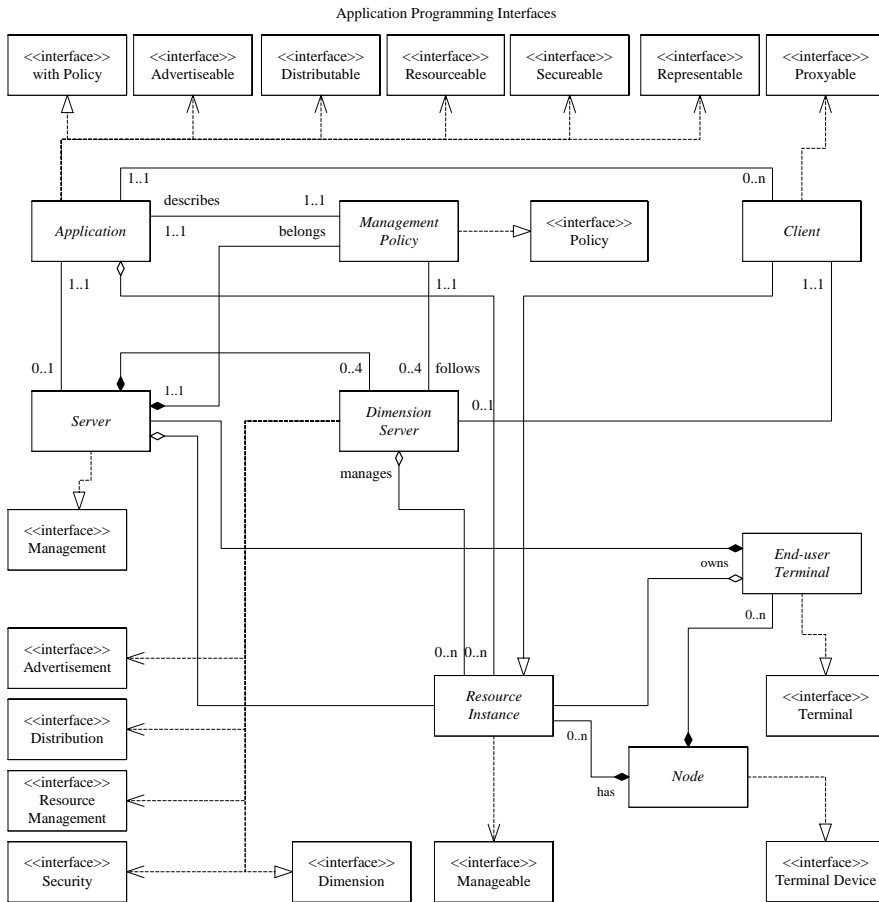 Application Programming Interfaces
<<interface>>
with Policy
<<interface>>
Advertiseable
<<interface>>
Distributable
<<interface>>
Resourceable
<<interface>>
Secureable
<<interface>>
Representable
<<interface>>
Proxyable
1..1
0..n
describes
1..1
Application
Management
Policy
<<interface>>
Policy
Client
1..1
belongs
1..1
1..1
1..1
0..1
1..1
0..4
0..4
follows
0..1
Server
Dimension
Server
manages
<<interface>>
Management
owns
End-user
Terminal
0..n
<<interface>>
Advertisement
0..n
0..n
Resource
Instance
<<interface>>
Terminal
<<interface>>
Distribution
0..n
has
Node
<<interface>>
Resource
Management
<<interface>>
Security
<<interface>>
Dimension
<<interface>>
Manageable
<<interface>>
Terminal Device